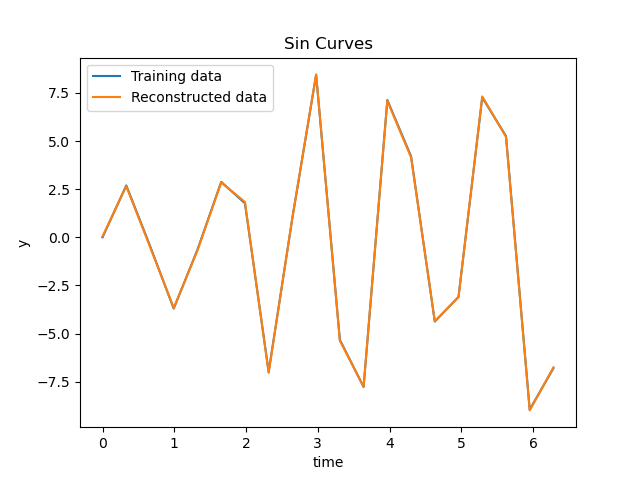 Sin Curves
Training data
Reconstructed data
7.5
5.0
2.5
0.0
−2.5
−5.0
−7.5
y
0 1 2 3 4 5 6
time